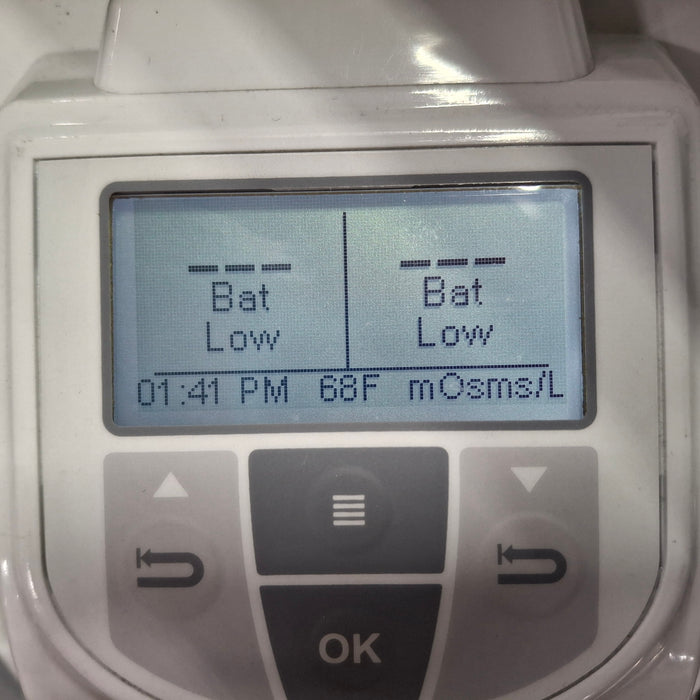 --- ---
Bat Bat
Low Low
01:41 PM 68F mOsms/L
OK